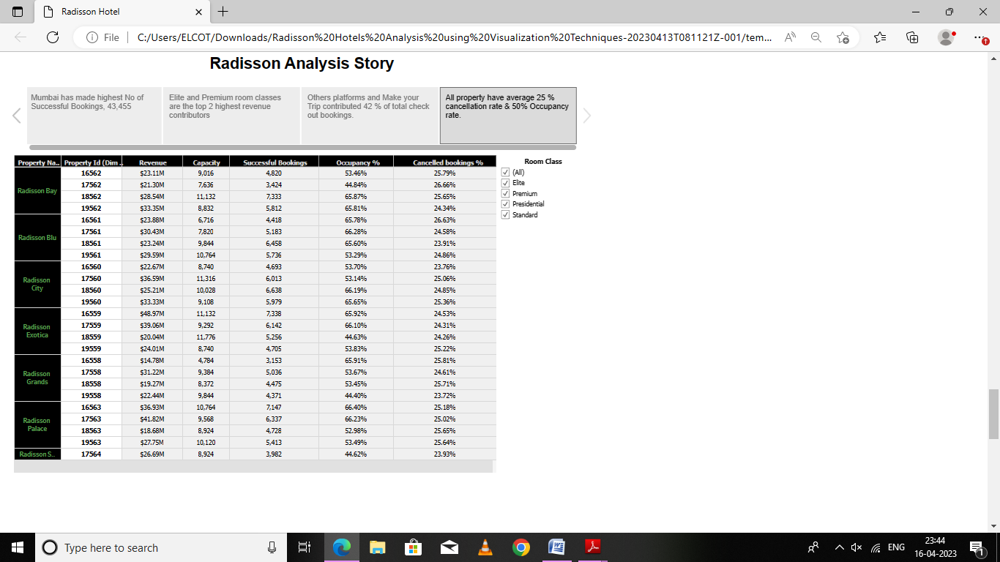 Radisson Hotel
File
C:/Users/ELCOT/Downloads/Radisson%20Hotels%20Analysis%20using%20Visualization%20Techniques-20230413T081121Z-001/tem...
Radisson Analysis Story
Mumbai has made highest No of
Successful Bookings, 43,455
Elite and Premium room classes
are the top 2 highest revenue
contributors
Others platforms and Make your
Trip contributed 42 % of total check
out bookings.
All property have average 25 %
cancellation rate & 50% Occupancy
rate.
Property Na.. Property Id (Dim .. Revenue Capacity Successful Bookings Occupancy % Cancelled bookings %
Radisson Bay
16562 $23.11M 9,016 4,820 53.46% 25.79%
17562 $21.30M 7,636 3,424 44.84% 26.66%
18562 $28.54M 11,132 7,333 65.87% 25.65%
19562 $33.35M 8,832 5,812 65.81% 24.34%
Radisson Blu
16561 $23.88M 6,716 4,418 65.78% 26.63%
17561 $30.43M 7,820 5,183 66.28% 24.58%
18561 $23.24M 9,844 6,458 65.60% 23.91%
19561 $29.59M 10,764 5,736 53.29% 24.86%
Radisson
City
16560 $22.67M 8,740 4,693 53.70% 23.76%
17560 $36.59M 11,316 6,013 53.14% 25.06%
18560 $25.21M 10,028 6,638 66.19% 24.85%
19560 $33.33M 9,108 5,979 65.65% 25.36%
Radisson
Exotica
16559 $48.97M 11,132 7,338 65.92% 24.53%
17559 $39.06M 9,292 6,142 66.10% 24.31%
18559 $20.04M 11,776 5,256 44.63% 24.26%
19559 $24.01M 8,740 4,705 53.83% 25.22%
Radisson
Grands
16558 $14.78M 4,784 3,153 65.91% 25.81%
17558 $31.22M 9,384 5,036 53.67% 24.61%
18558 $19.27M 8,372 4,475 53.45% 25.71%
19558 $22.44M 9,844 4,371 44.40% 23.72%
Radisson
Palace
16563 $36.93M 10,764 7,147 66.40% 25.18%
17563 $41.82M 9,568 6,337 66.23% 25.02%
18563 $18.68M 8,924 4,728 52.98% 25.65%
19563 $27.75M 10,120 5,413 53.49% 25.64%
Radisson S.. 17564 $26.69M 8,924 3,982 44.62% 23.93%
Room Class
(All)
Elite
Premium
Presidential
Standard
Type here to search
ENG
23:44
16-04-2023
1